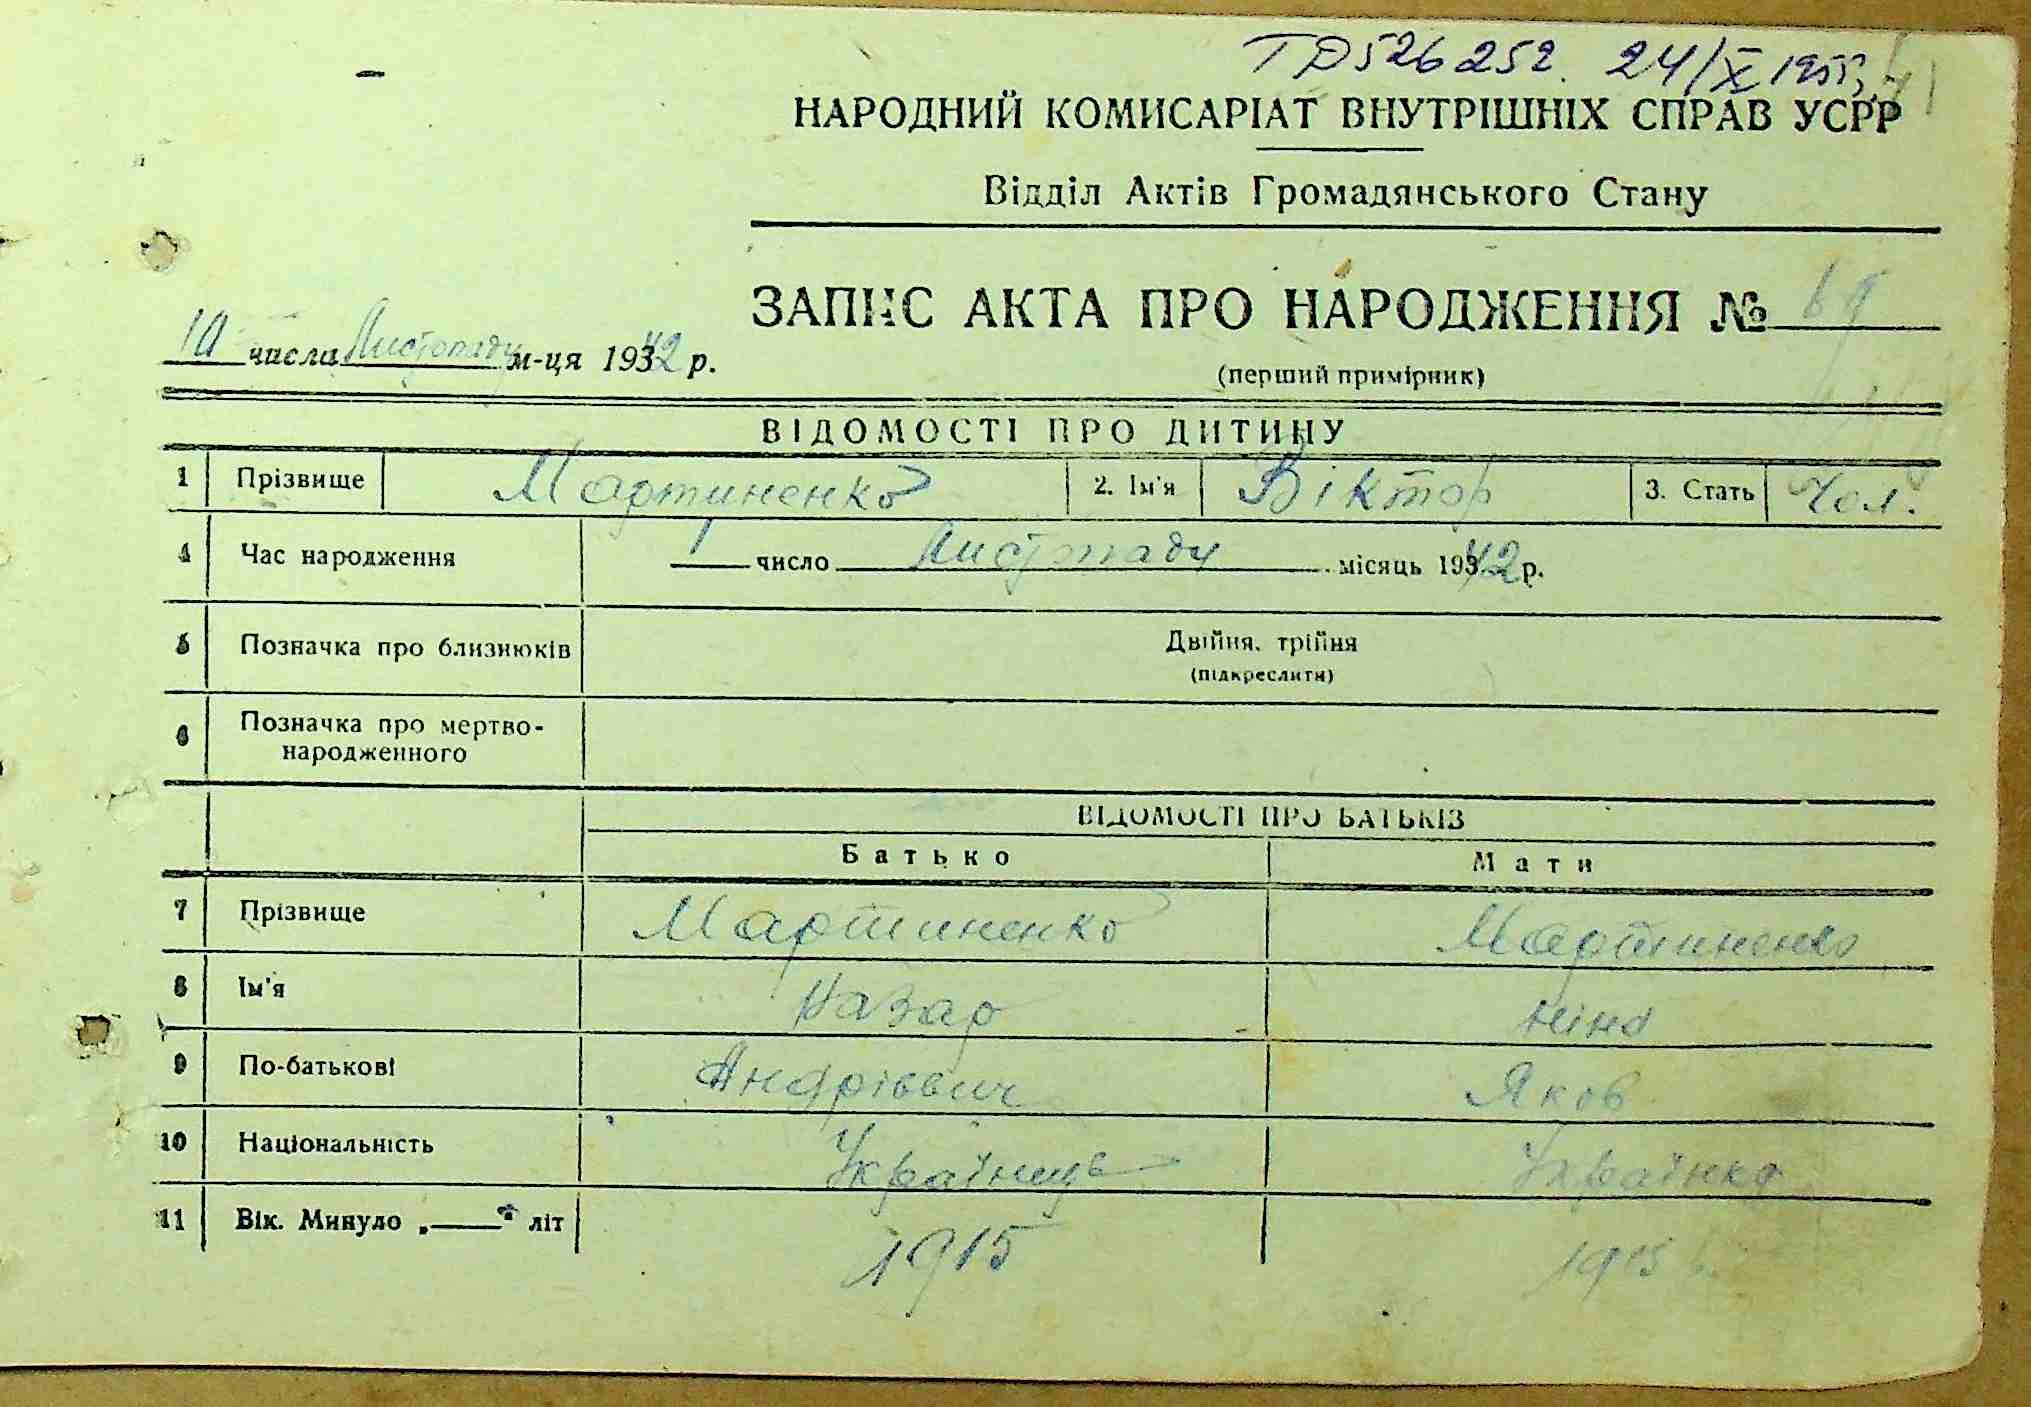 ТД 526252. 24/X 1955
НАРОДНИЙ КОМИСАРІАТ ВНУТРІШНІХ СПРАВ УСРР
Відділ Актів Громадянського Стану
ЗАПИС АКТА ПРО НАРОДЖЕННЯ №
10 числа Листопаду м-ця 1942 р.
(перший примірник)
ВІДОМОСТІ ПРО ДИТИНУ
1 Прізвище Мартиненко 2. Ім'я Віктор 3. Стать Чол.
4 Час народження число Листопаду місяць 1942 р.
5 Позначка про близнюків Двійня, трійня
(підкреслити)
6 Позначка про мертво-
народженного
ВІДОМОСТІ ПРО БАТЬКІВ
Батько Мати
7 Прізвище Мартиненко Мартиненко
8 Ім'я Назар Ніна
9 По-батькові Андрієвич Яков
10 Національність Українець Українка
11 Вік. Минуло „——" літ 1915 1915